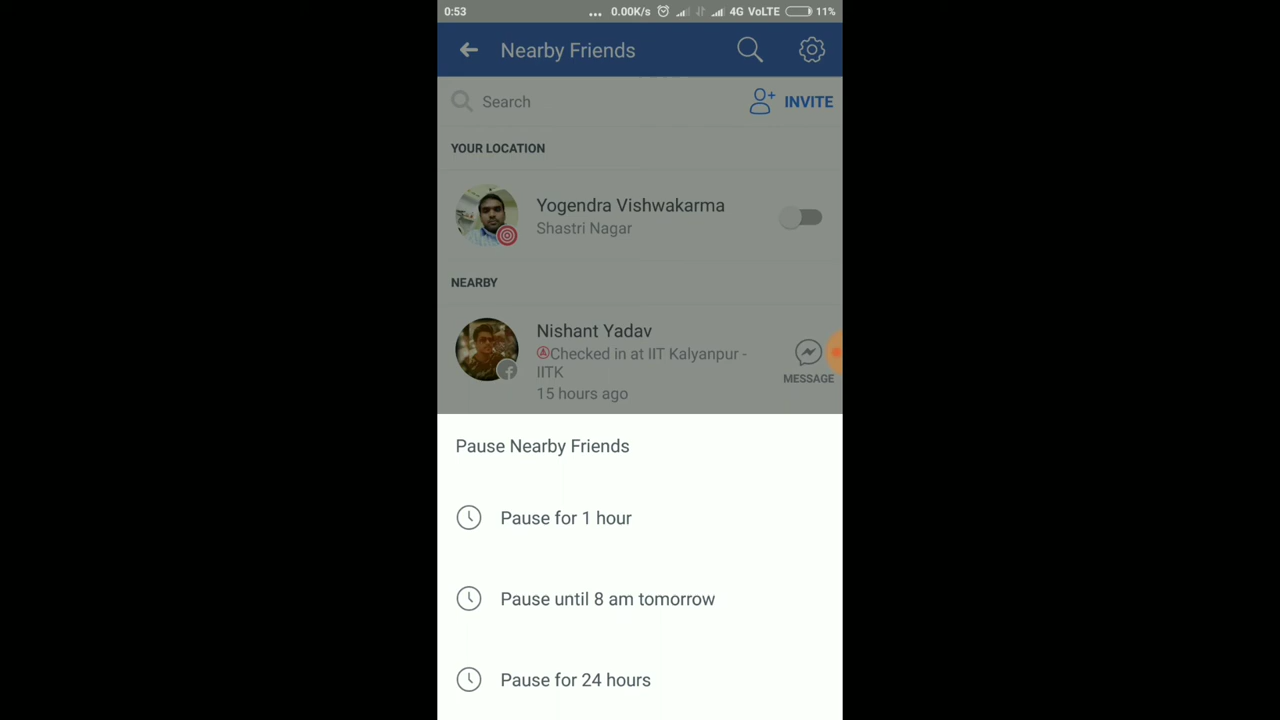 0:53 ... 0.00K/s 4G VoLTE 11%
Nearby Friends
Search INVITE
YOUR LOCATION
Yogendra Vishwakarma
Shastri Nagar
NEARBY
Nishant Yadav
Checked in at IIT Kalyanpur -
IITK
15 hours ago
MESSAGE
Pause Nearby Friends
Pause for 1 hour
Pause until 8 am tomorrow
Pause for 24 hours